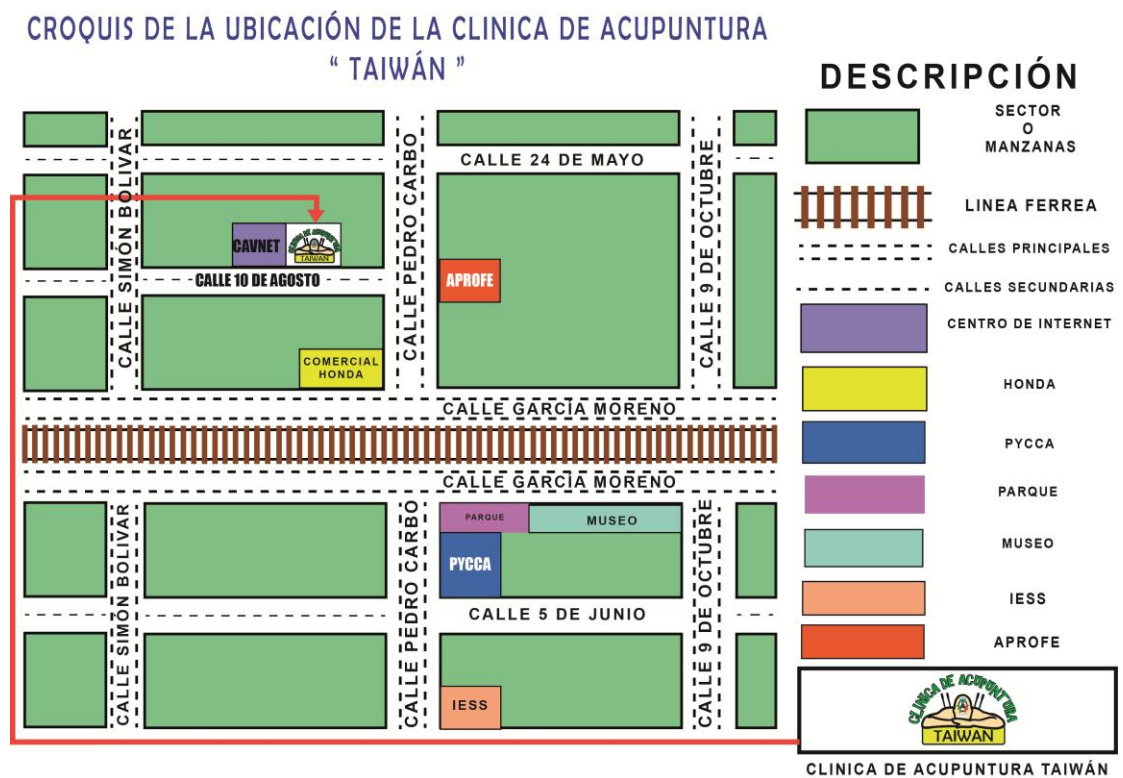 CROQUIS DE LA UBICACIÓN DE LA CLINICA DE ACUPUNTURA
“ TAIWÁN ”
CALLE 24 DE MAYO
CALLE SIMÓN BOLIVAR
CALLE PEDRO CARBO
CALLE 9 DE OCTUBRE
CAVNET
CLINICA DE ACUPUNTURA
TAIWAN
CALLE 10 DE AGOSTO
APROFE
COMERCIAL
HONDA
CALLE GARCÍA MORENO
CALLE GARCÍA MORENO
CALLE SIMÓN BOLIVAR
CALLE PEDRO CARBO
CALLE 9 DE OCTUBRE
PARQUE
MUSEO
PYCCA
CALLE 5 DE JUNIO
IESS
DESCRIPCIÓN
SECTOR
O
MANZANAS
LINEA FERREA
CALLES PRINCIPALES
CALLES SECUNDARIAS
CENTRO DE INTERNET
HONDA
PYCCA
PARQUE
MUSEO
IESS
APROFE
CLINICA DE ACUPUNTURA
TAIWAN
CLINICA DE ACUPUNTURA TAIWÁN